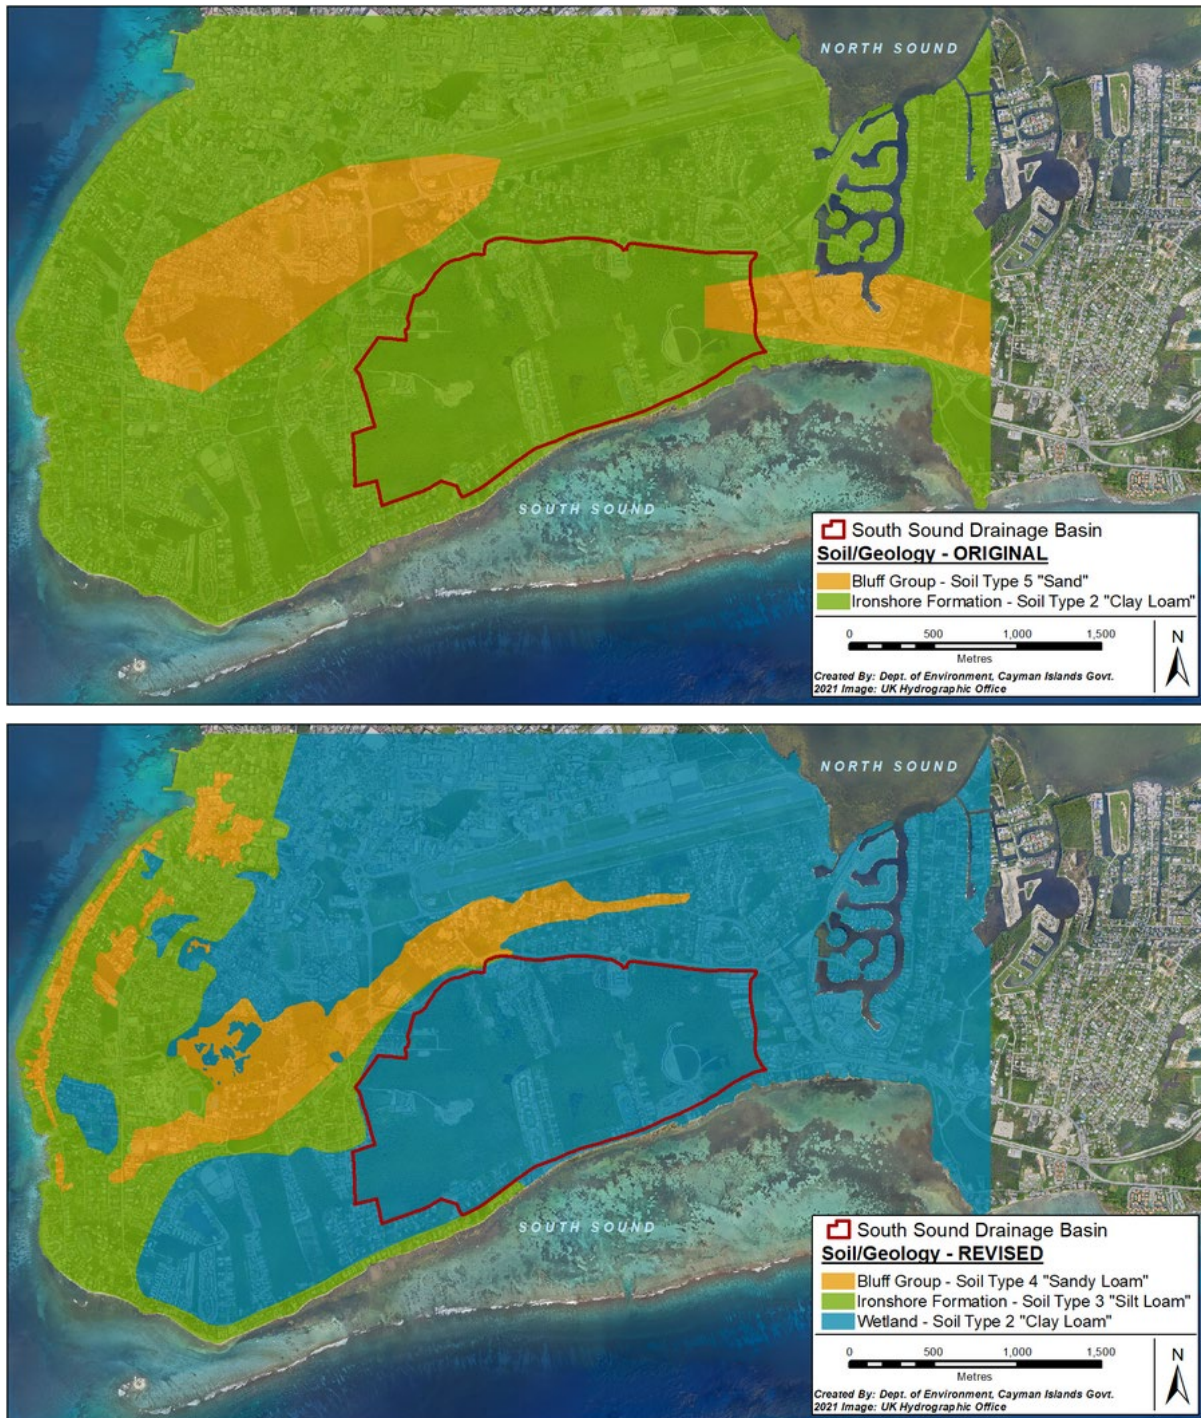 NORTH SOUND
SOUTH SOUND
South Sound Drainage Basin
Soil/Geology - ORIGINAL
Bluff Group - Soil Type 5 "Sand"
Ironshore Formation - Soil Type 2 "Clay Loam"
0 500 1,000 1,500
Metres
N
Created By: Dept. of Environment, Cayman Islands Govt.
2021 Image: UK Hydrographic Office
NORTH SOUND
SOUTH SOUND
South Sound Drainage Basin
Soil/Geology - REVISED
Bluff Group - Soil Type 4 "Sandy Loam"
Ironshore Formation - Soil Type 3 "Silt Loam"
Wetland - Soil Type 2 "Clay Loam"
0 500 1,000 1,500
Metres
N
Created By: Dept. of Environment, Cayman Islands Govt.
2021 Image: UK Hydrographic Office